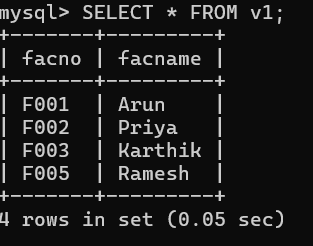 mysql> SELECT * FROM v1;
+-------+---------+
| facno | facname |
+-------+---------+
| F001  | Arun    |
| F002  | Priya   |
| F003  | Karthik |
| F005  | Ramesh  |
+-------+---------+
4 rows in set (0.05 sec)